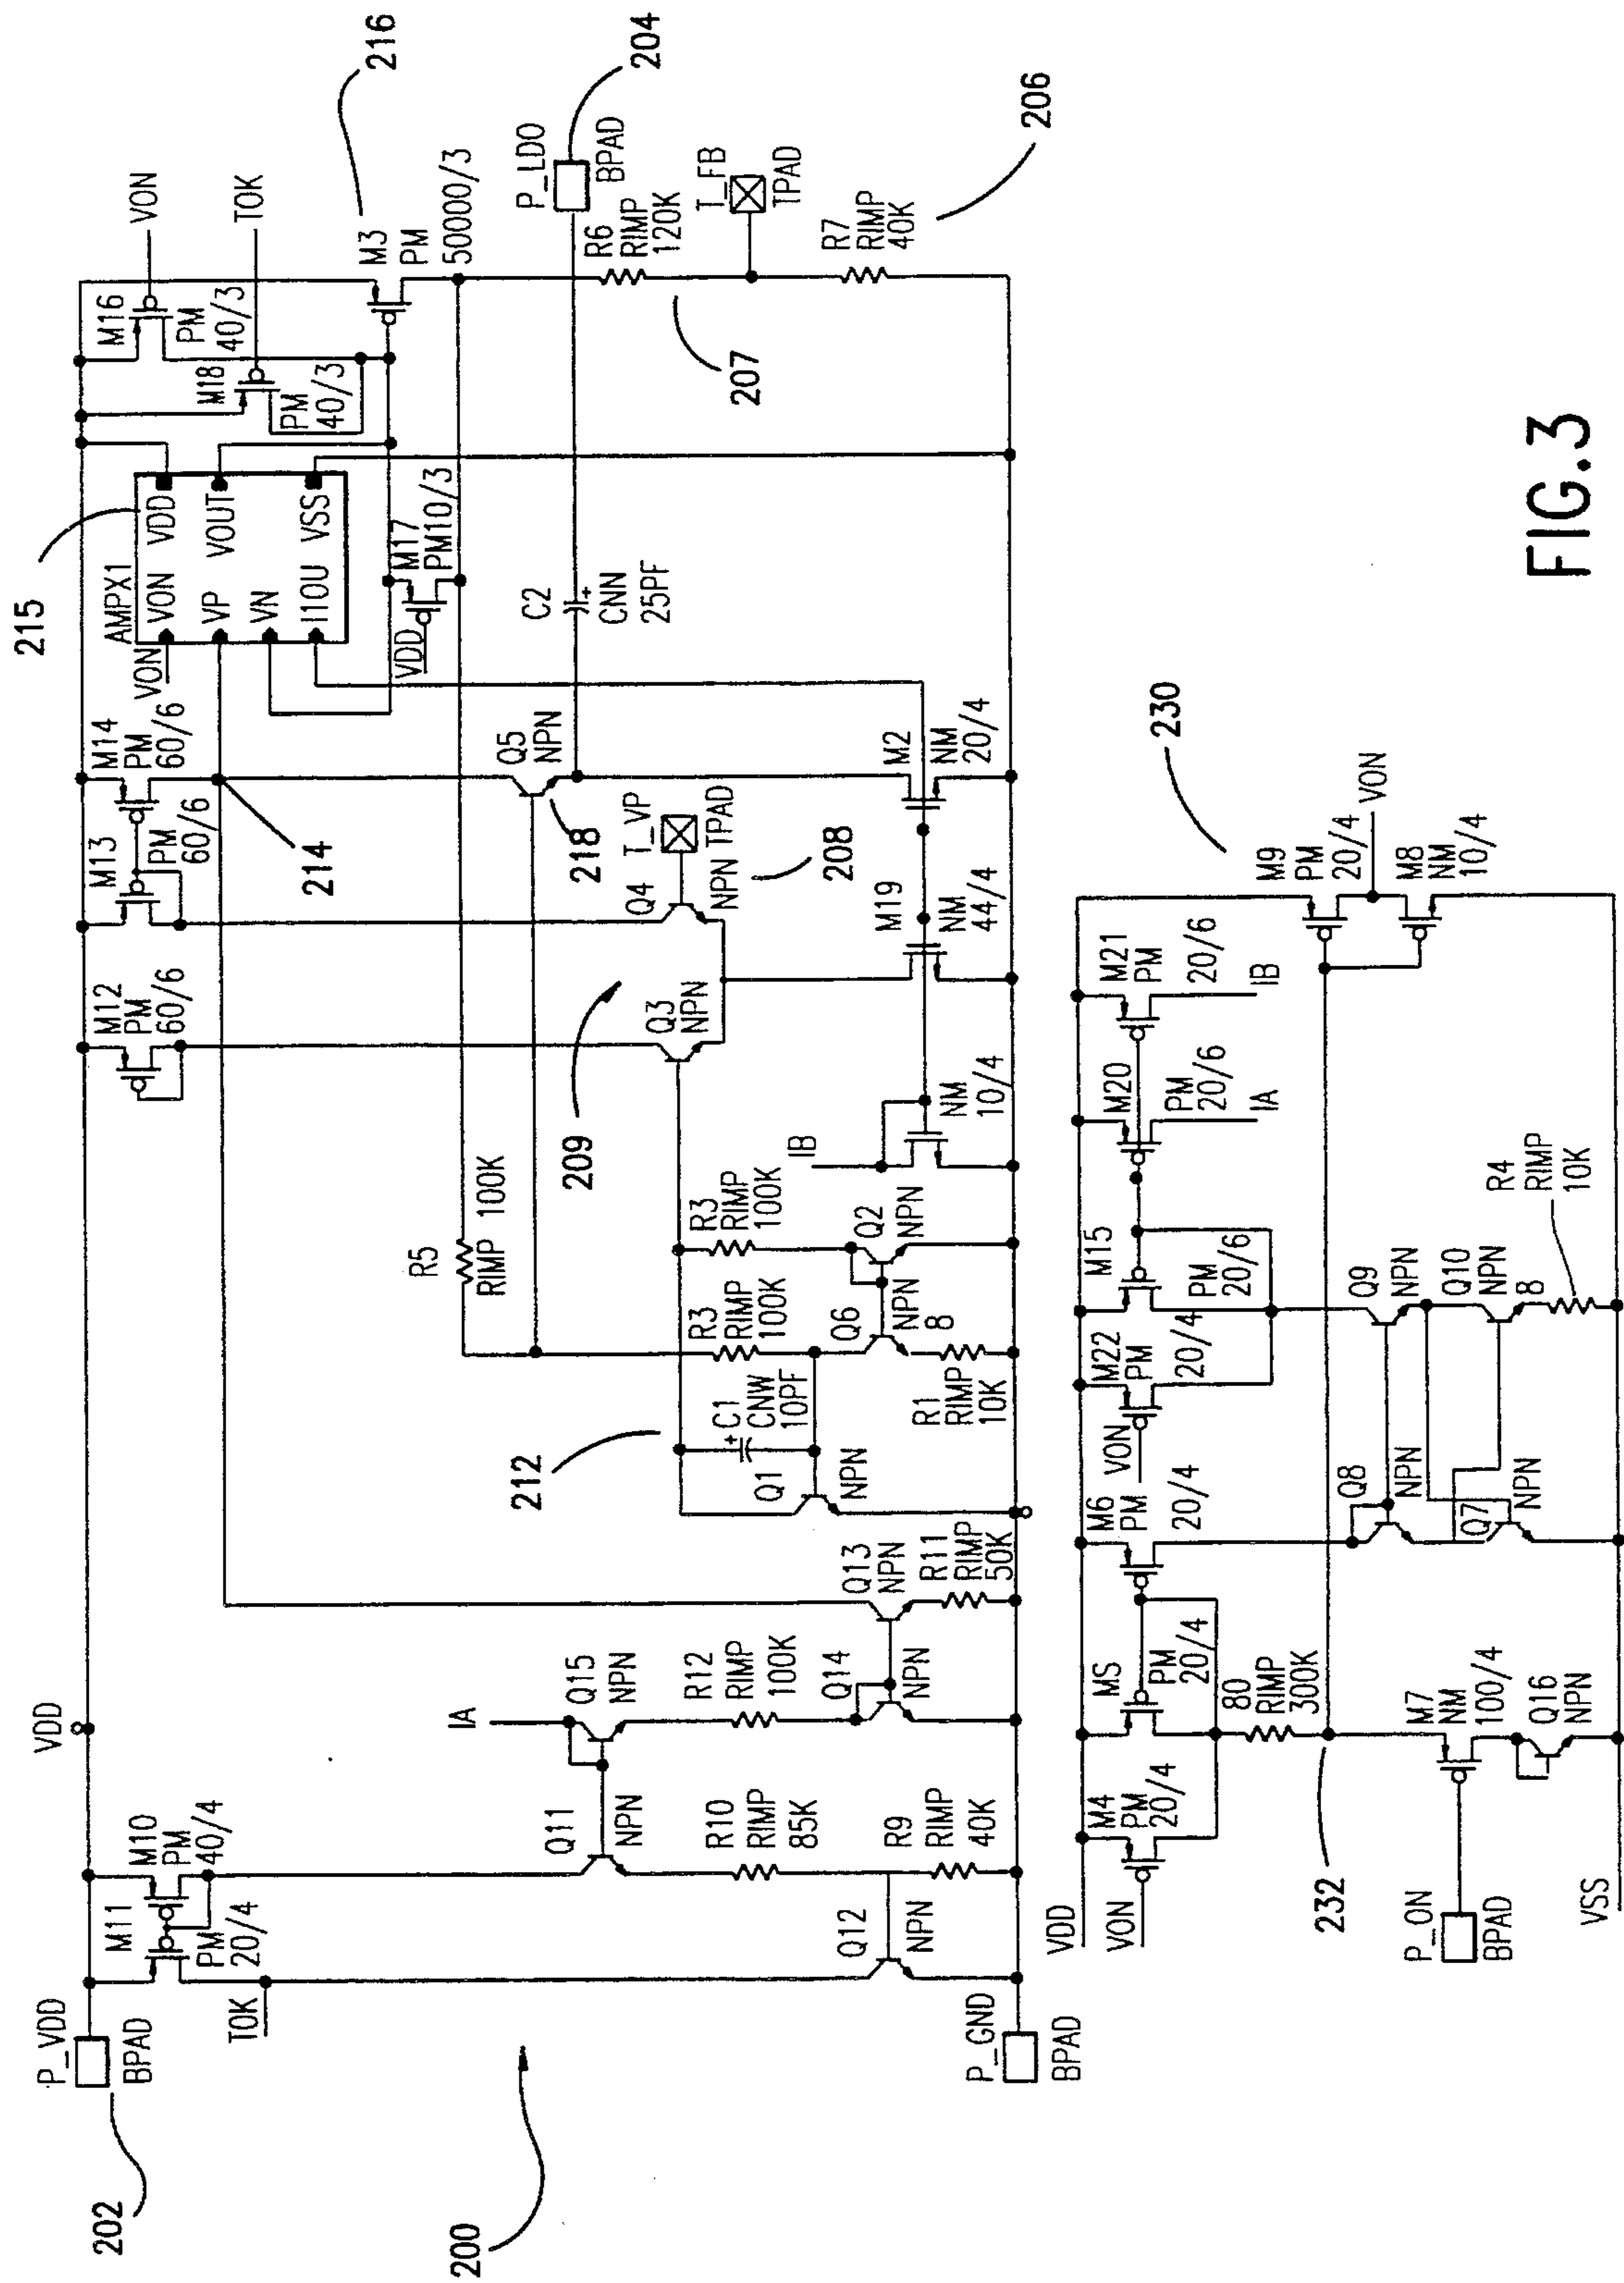 P_VDD
BPAD
202
M11
PM
20/4
M10
PM
40/4
VDD
TOK
200
P_GND
BPAD
Q12
NPN
Q11
NPN
R10
RIMP
85K
R9
RIMP
40K
IA
Q15
NPN
R12
RIMP
100K
Q14
NPN
Q13
NPN
R11
RIMP
50K
212
Q1
NPN
C1
+
CNW
10PF
R3
RIMP
100K
Q6
NPN
8
R1
RIMP
10K
R5
RIMP 100K
R3
RIMP
100K
Q2
NPN
IB
NM
10/4
209
M12
PM
60/6
Q3
NPN
M13
PM
60/6
M14
PM
60/6
214
Q4
NPN
T_VP
TPAD
208
218
Q5
NPN
M19
NM
44/4
M2
NM
20/4
215
AMPX1
VON
VON
VP
VN
I10U
VDD
VOUT
VSS
M17
PM10/3
VDD
C2
+
CNN
25PF
M18
PM
40/3
M16
PM
40/3
VON
TOK
216
M3
PM
50000/3
P_LDO
BPAD
204
R6
RIMP
120K
207
T_FB
TPAD
R7
RIMP
40K
206
VDD
VON
M4
PM
20/4
MS
PM
20/4
80
RIMP
300K
232
P_ON
BPAD
M7
NM
100/4
Q16
NPN
VSS
M6
PM
20/4
VON
M22
PM
20/4
Q8
NPN
Q7
NPN
M15
PM
20/6
Q9
NPN
Q10
NPN
8
R4
RIMP
10K
M20
PM
20/6
IA
M21
PM
20/6
IB
M9
PM
20/4
VON
M8
NM
10/4
230
FIG.3